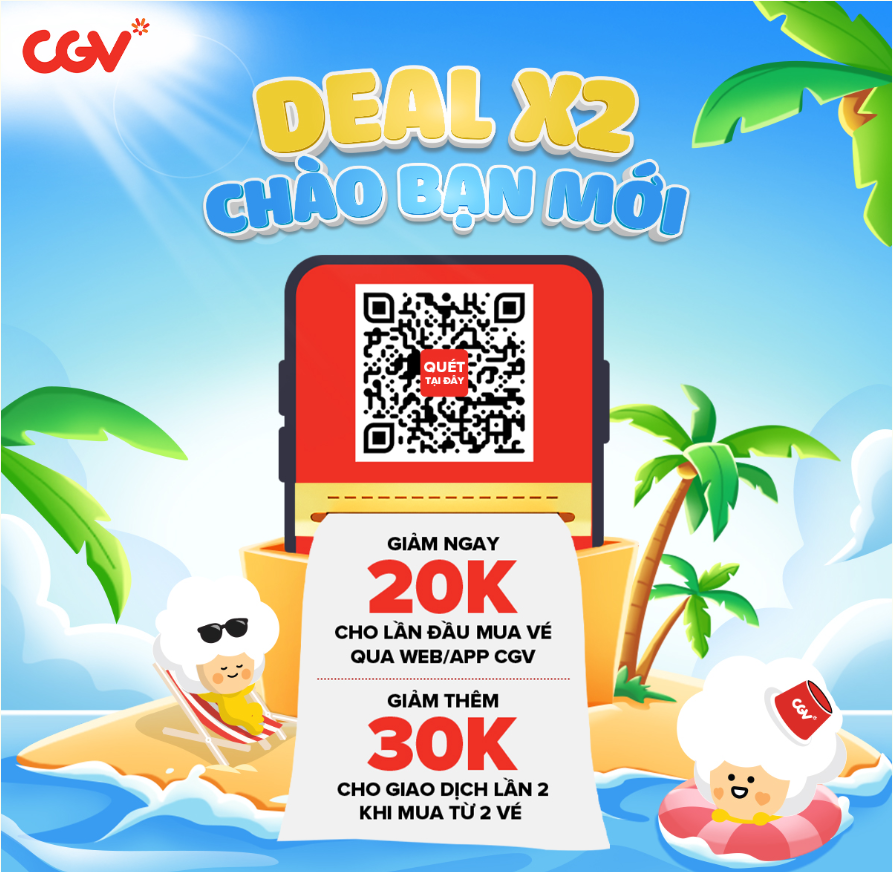 CGV
DEAL X2
CHÀO BẠN MỚI
QUÉT
TẠI ĐÂY
GIẢM NGAY
20K
CHO LẦN ĐẦU MUA VÉ
QUA WEB/APP CGV
GIẢM THÊM
30K
CHO GIAO DỊCH LẦN 2
KHI MUA TỪ 2 VÉ
CGV